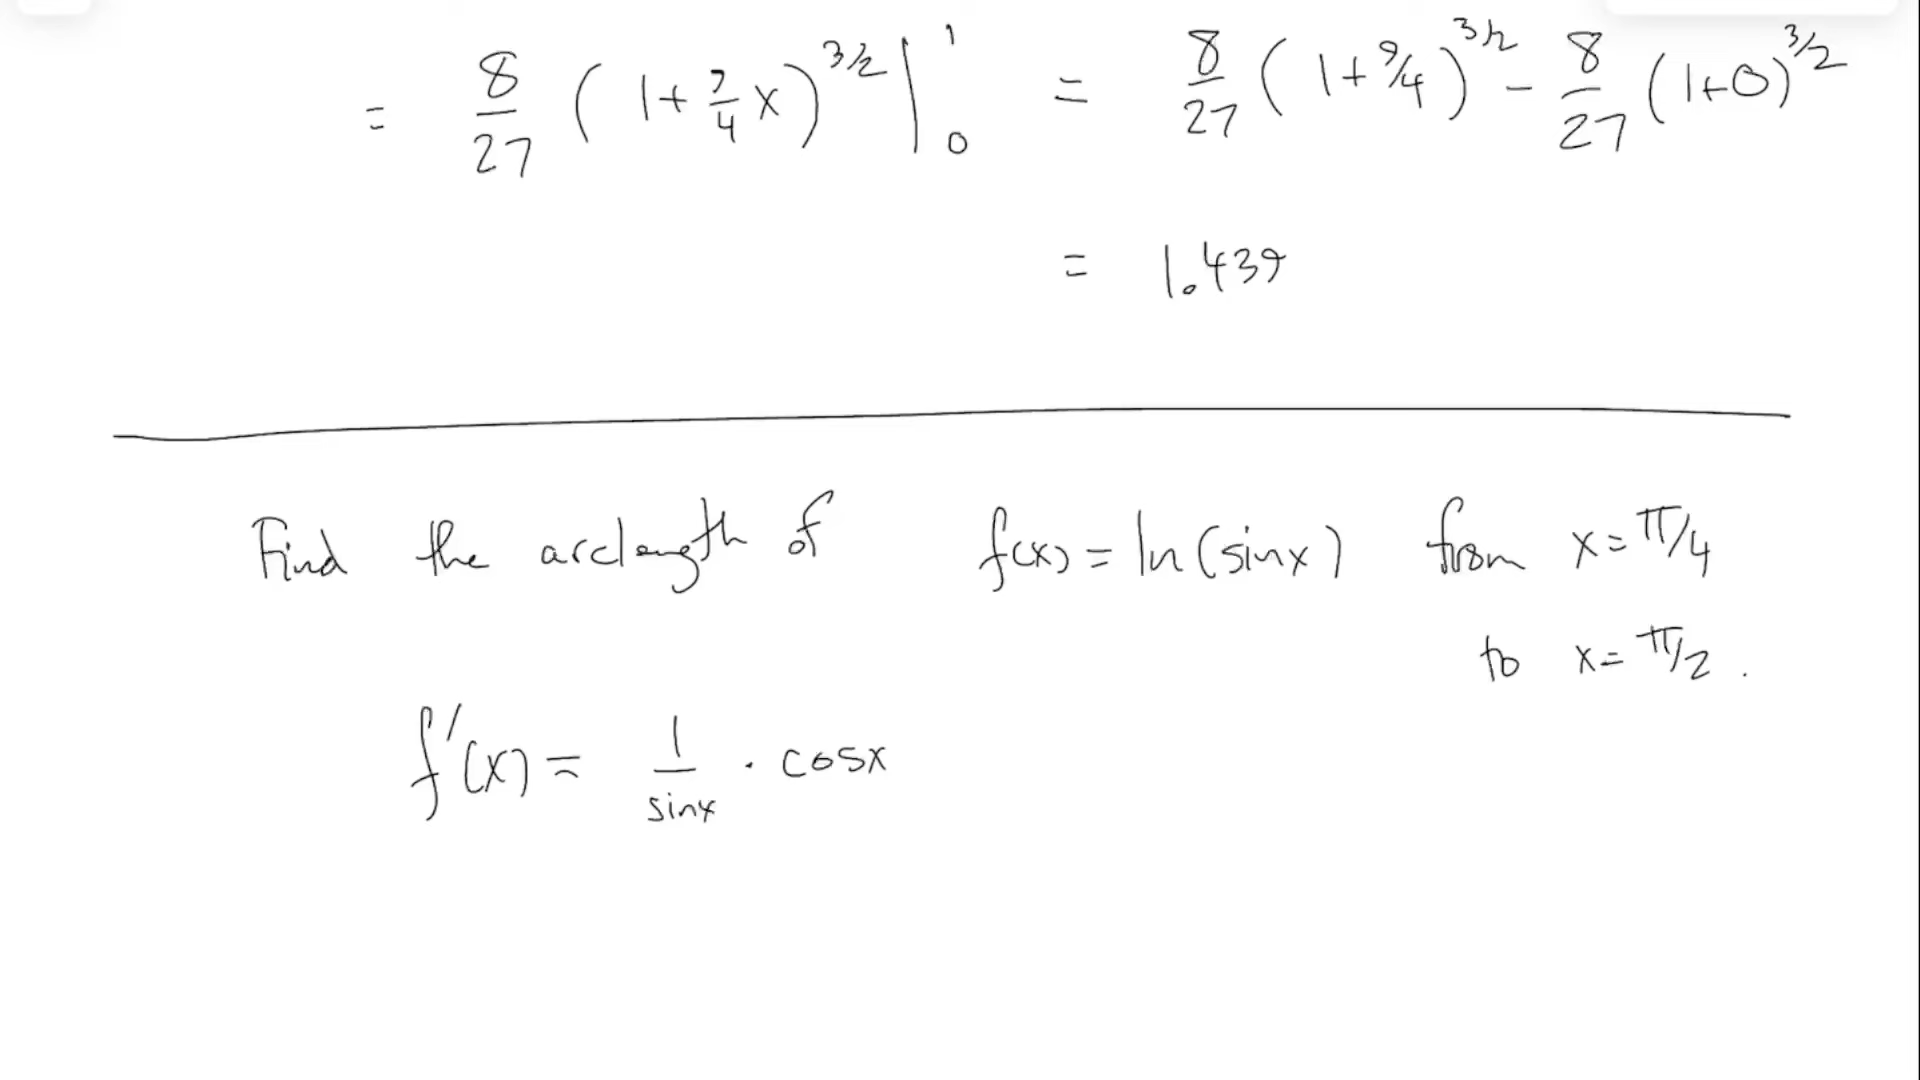 = 8/27 ( 1 + 9/4 x )^3/2 |_0^1 = 8/27 ( 1 + 9/4 )^3/2 - 8/27 (1+0)^3/2
= 1.439
Find the arclength of f(x) = ln(sinx) from x = π/4
to x = π/2 .
f'(x) = 1/sinx · cosx